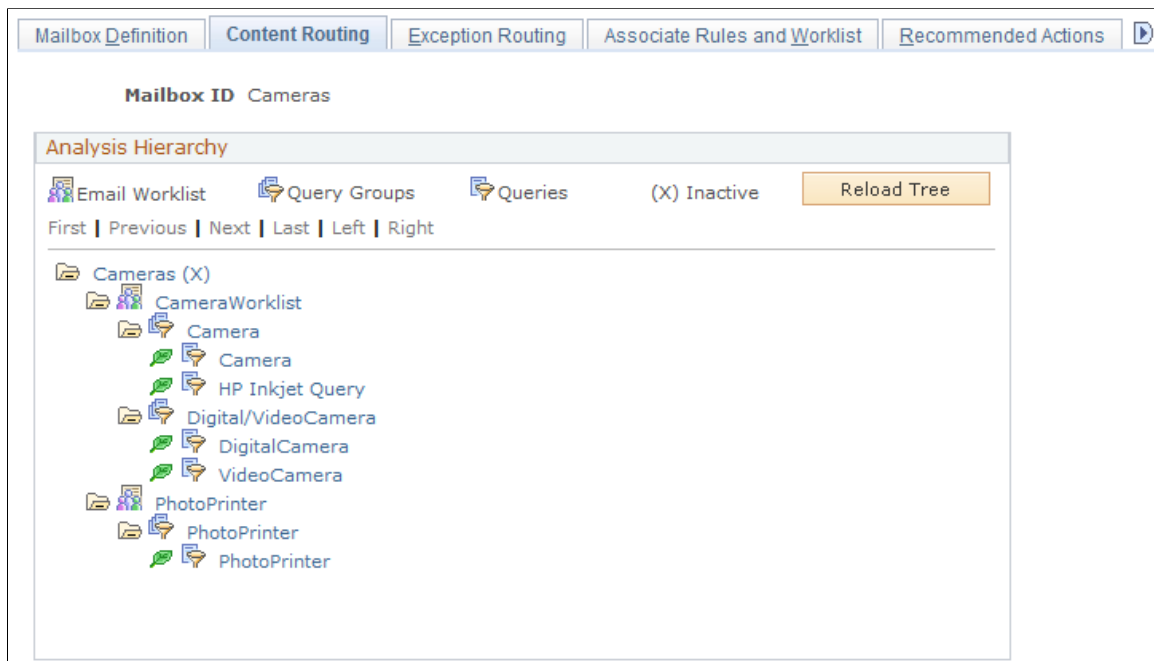 Mailbox Definition Content Routing Exception Routing Associate Rules and Worklist Recommended Actions
Mailbox ID Cameras
Analysis Hierarchy
Email Worklist Query Groups Queries (X) Inactive Reload Tree
First | Previous | Next | Last | Left | Right
Cameras (X)
CameraWorklist
Camera
Camera
HP Inkjet Query
Digital/VideoCamera
DigitalCamera
VideoCamera
PhotoPrinter
PhotoPrinter
PhotoPrinter